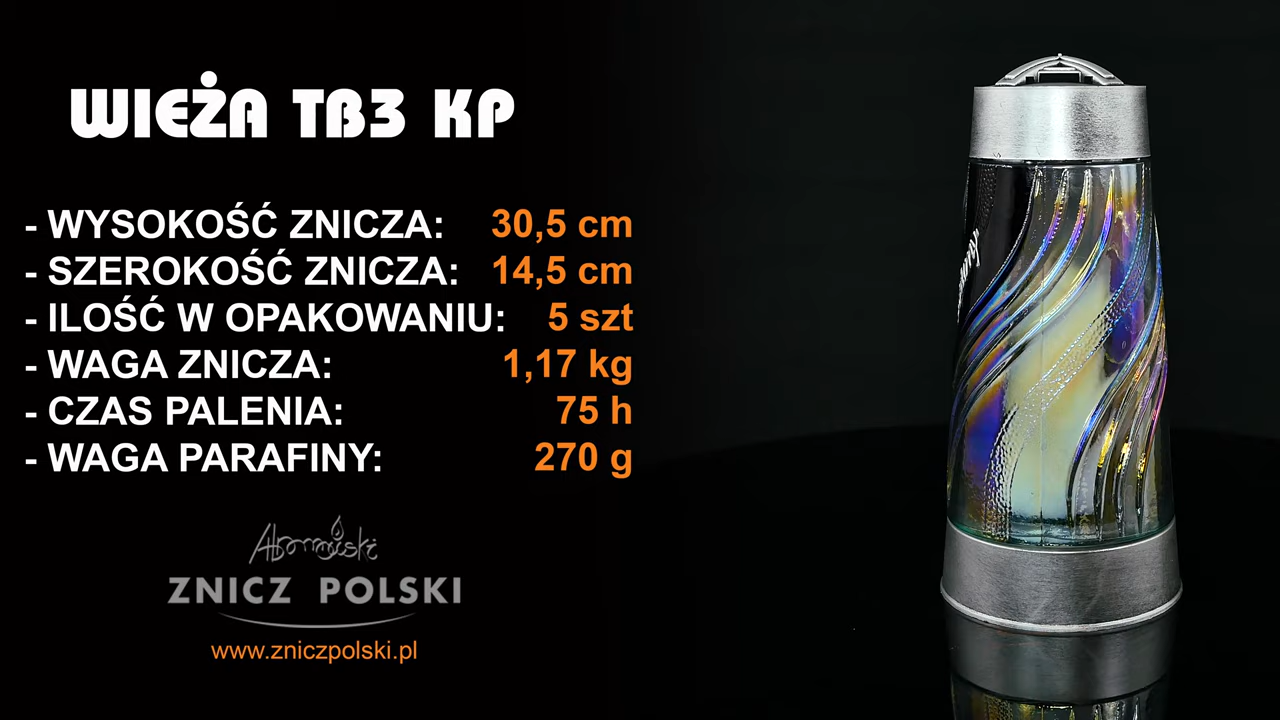 WIEŻA TB3 KP
- WYSOKOŚĆ ZNICZA: 30,5 cm
- SZEROKOŚĆ ZNICZA: 14,5 cm
- ILOŚĆ W OPAKOWANIU: 5 szt
- WAGA ZNICZA: 1,17 kg
- CZAS PALENIA: 75 h
- WAGA PARAFINY: 270 g
ZNICZ POLSKI
www.zniczpolski.pl